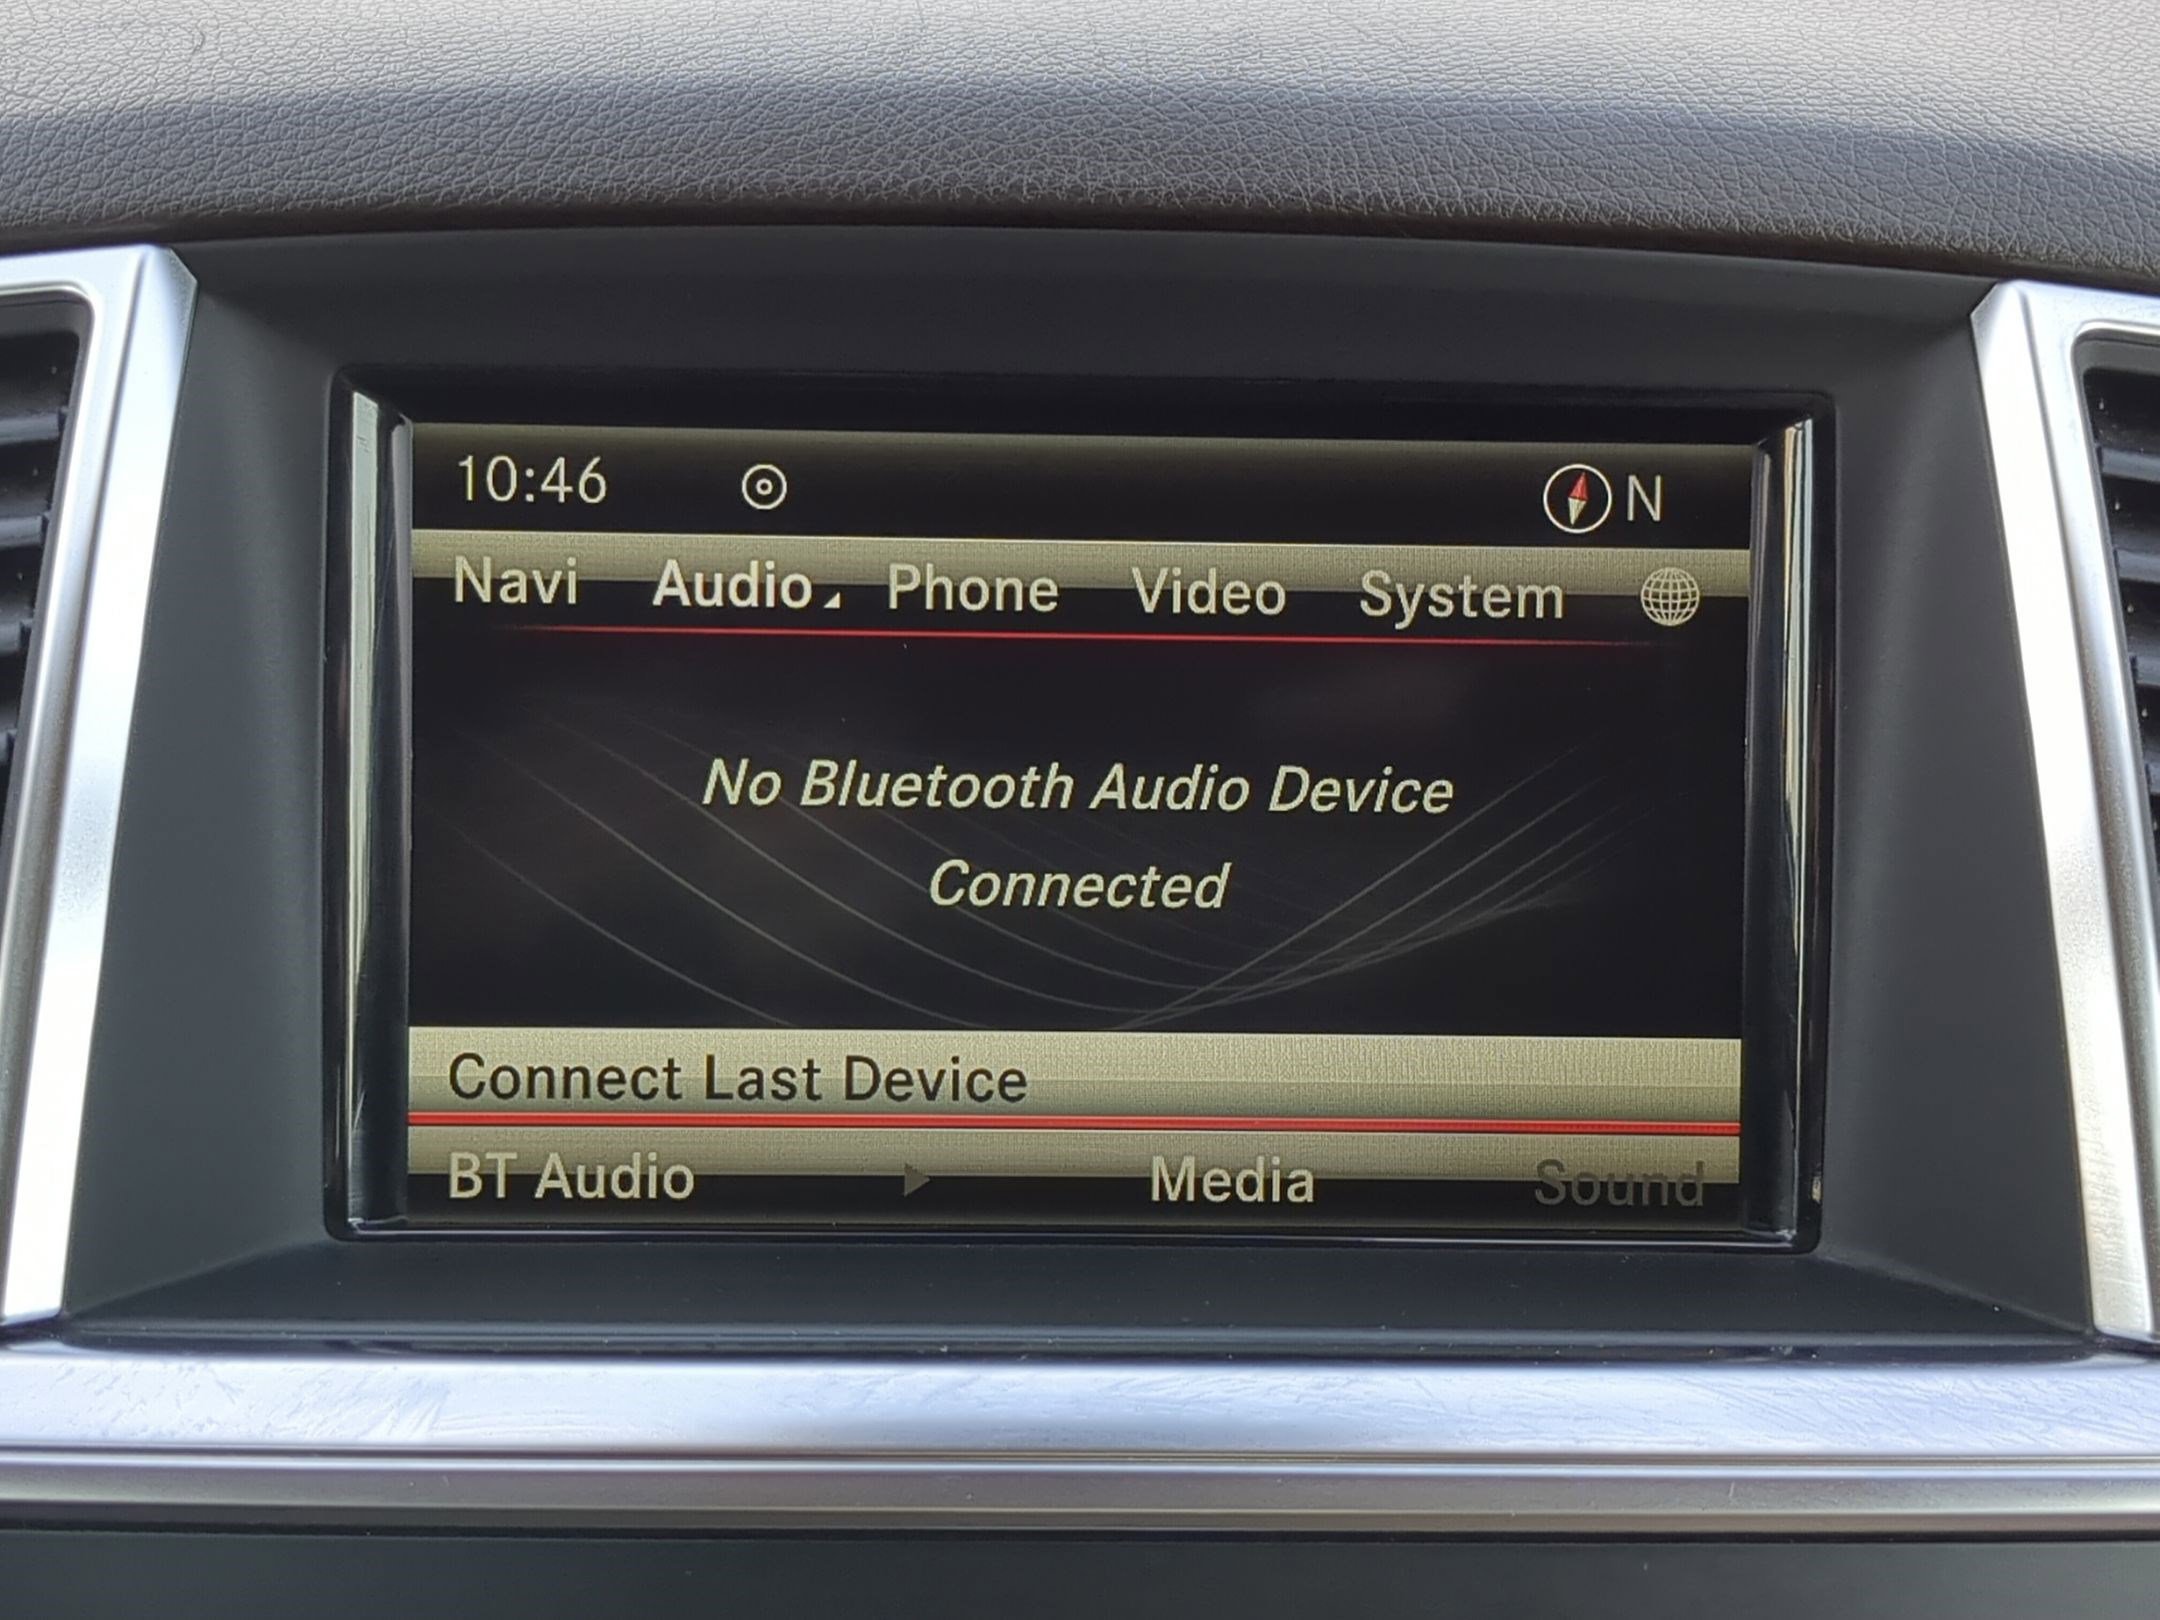 10:46 N
Navi Audio Phone Video System
No Bluetooth Audio Device
Connected
Connect Last Device
BT Audio Media Sound